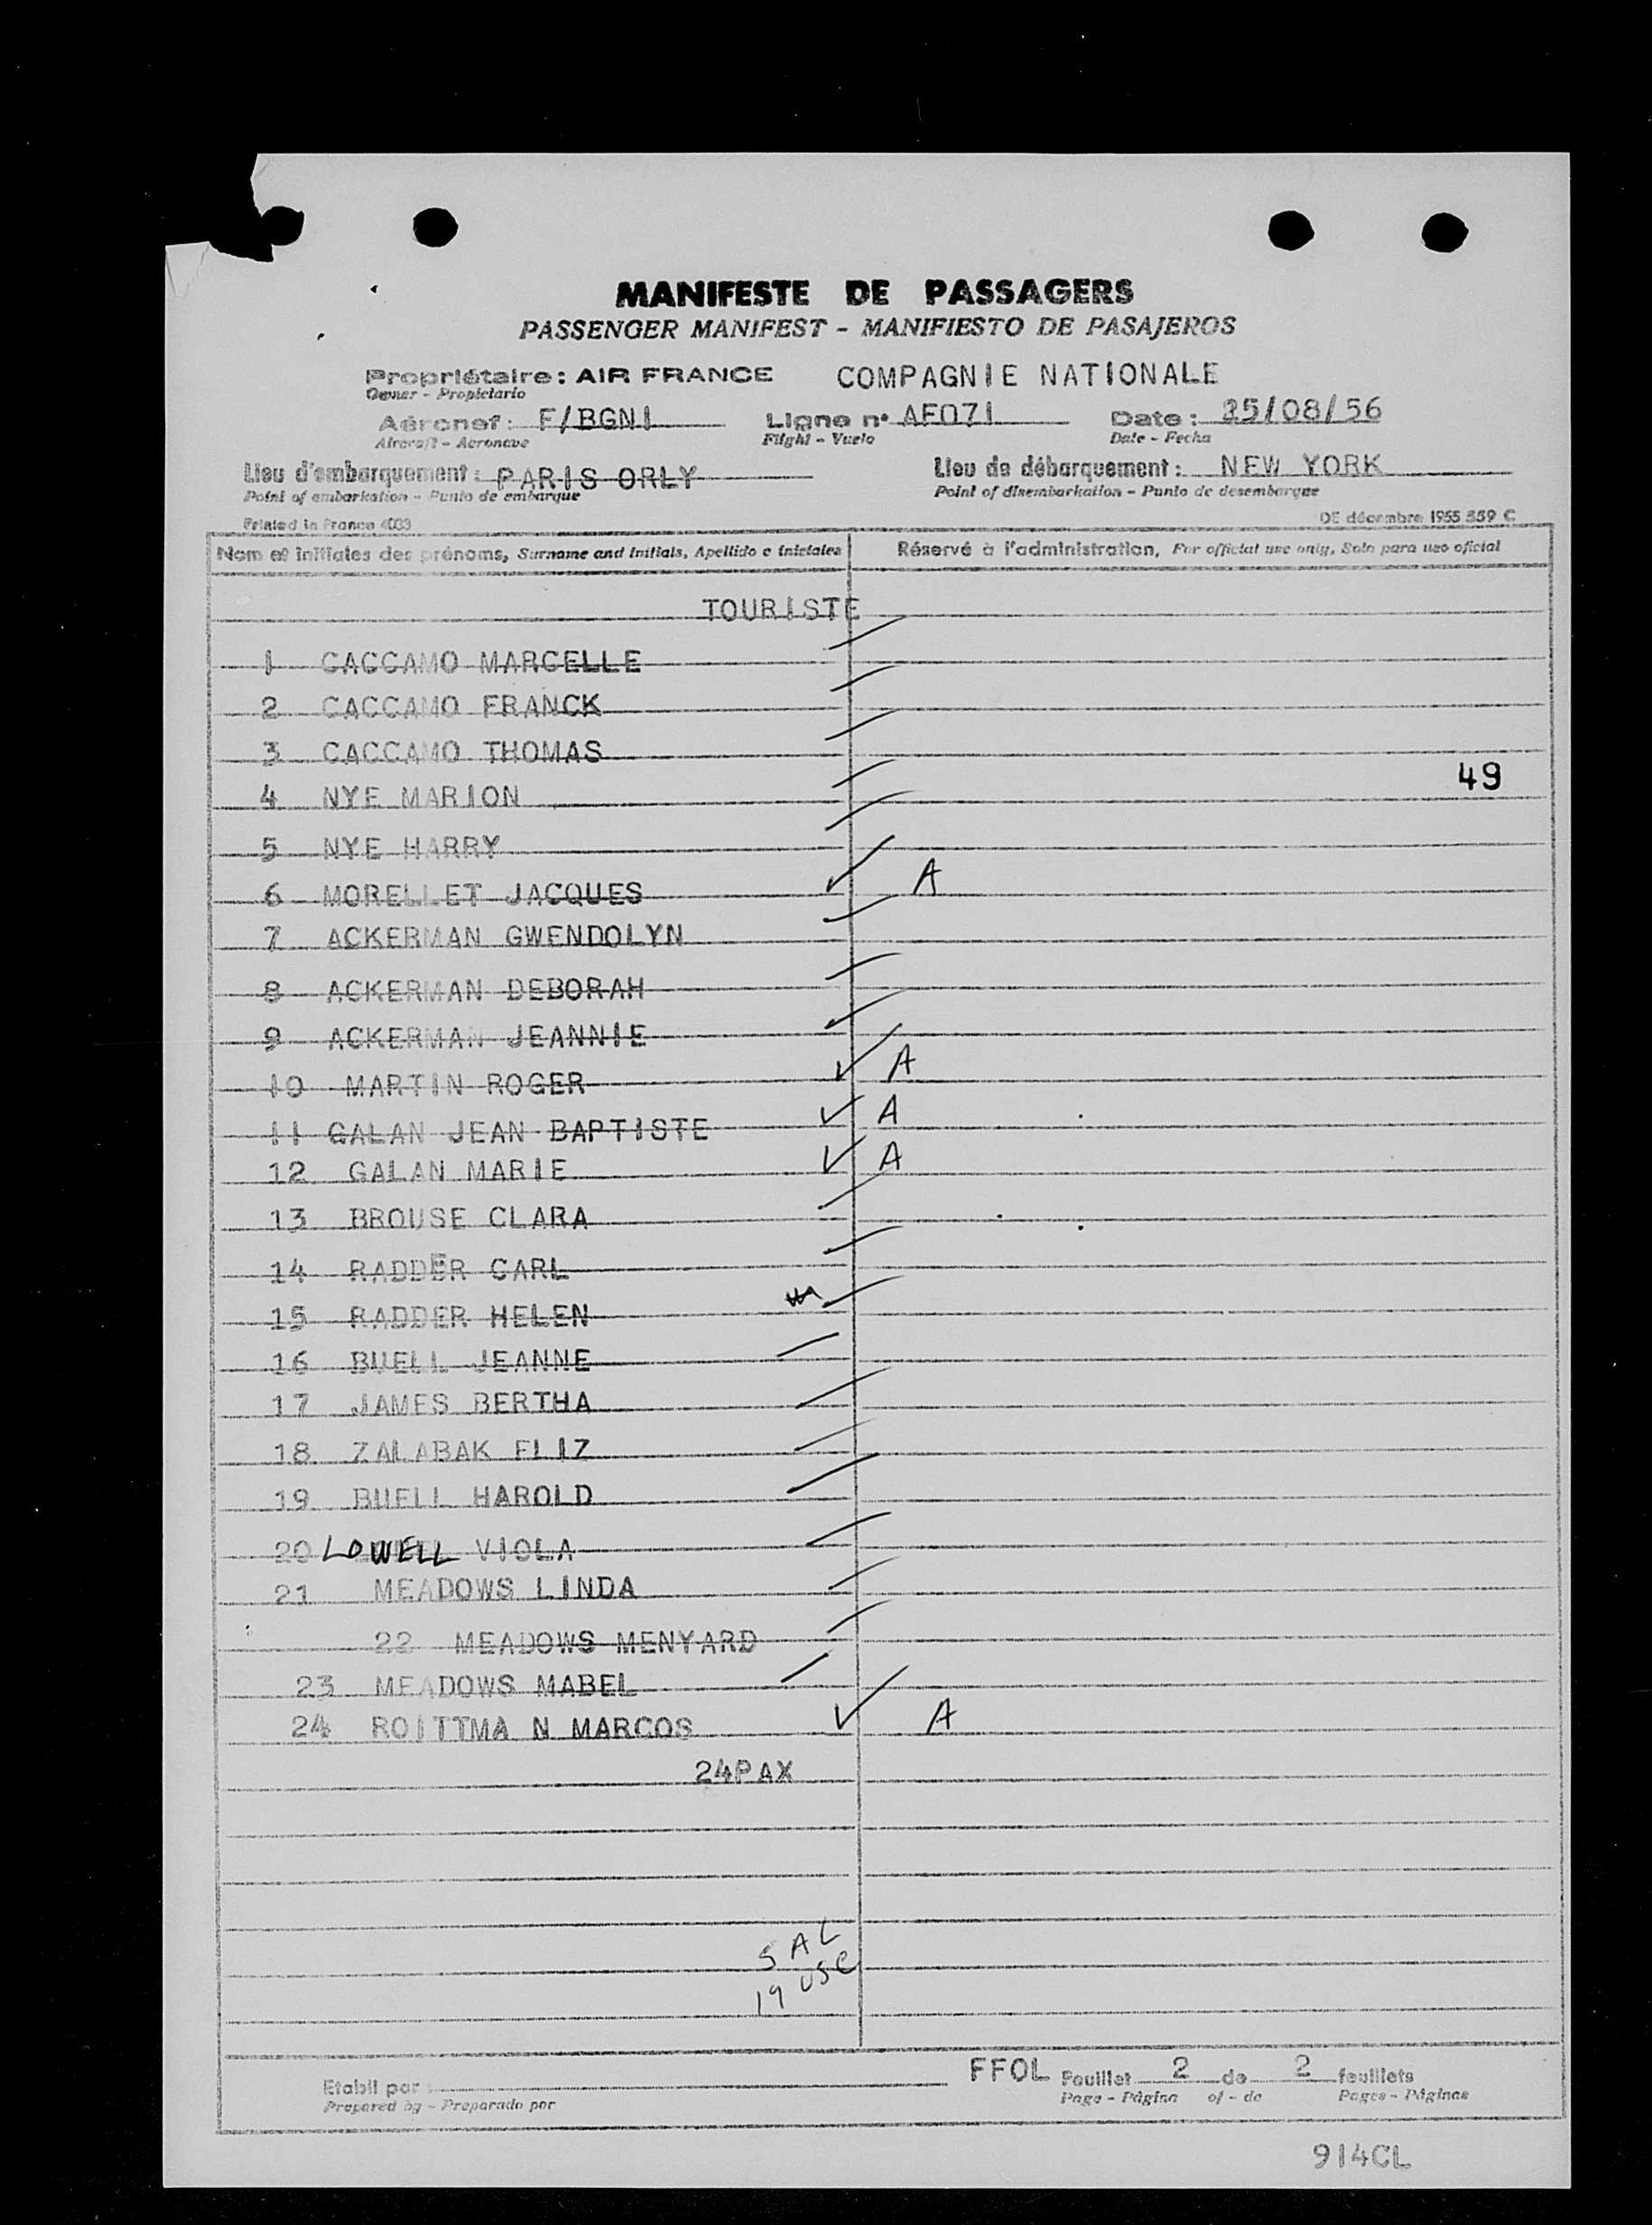 MANIFESTE DE PASSAGERS
PASSENGER MANIFEST - MANIFIESTO DE PASAJEROS
Propriétaire: AIR FRANCE COMPAGNIE NATIONALE
Owner - Propietario
Aéronef: F/BGNI Ligne n° AF071 Date: 25/08/56
Aircraft - Aeronave Flight - Vuelo Date - Fecha
Lieu d'embarquement: PARIS ORLY Lieu de débarquement: NEW YORK
Point of embarkation - Punto de embarque Point of disembarkation - Punto de desembarque
Printed in France 4033 DE décembre 1955 559 C
Nom et initiales des prénoms, Surname and Initials, Apellido e iniciales Réservé à l'administration, For official use only, Solo para uso oficial
TOURISTE
1 CACCAMO MARCELLE
2 CACCAMO FRANCK
3 CACCAMO THOMAS
49
4 NYE MARION
5 NYE HARRY
6 MORELLET JACQUES ✓ A
7 ACKERMAN GWENDOLYN
8 ACKERMAN DEBORAH
9 ACKERMAN JEANNIE
10 MARTIN ROGER ✓ A
11 GALAN JEAN BAPTISTE ✓ A
12 GALAN MARIE ✓ A
13 BROUSE CLARA
14 RADDER CARL
15 RADDER HELEN
16 BUELL JEANNE
17 JAMES BERTHA
18 ZALABAK ELIZ
19 BUELL HAROLD
20 LOWELL VIOLA
21 MEADOWS LINDA
22 MEADOWS MENYARD
23 MEADOWS MABEL
24 ROITTMA N MARCOS ✓ A
24PAX
5 AL
19 USC
FFOL Feuillet 2 de 2 feuillets
Etabli par: Page - Página of - de Pages - Páginas
Prepared by - Preparado por
914CL